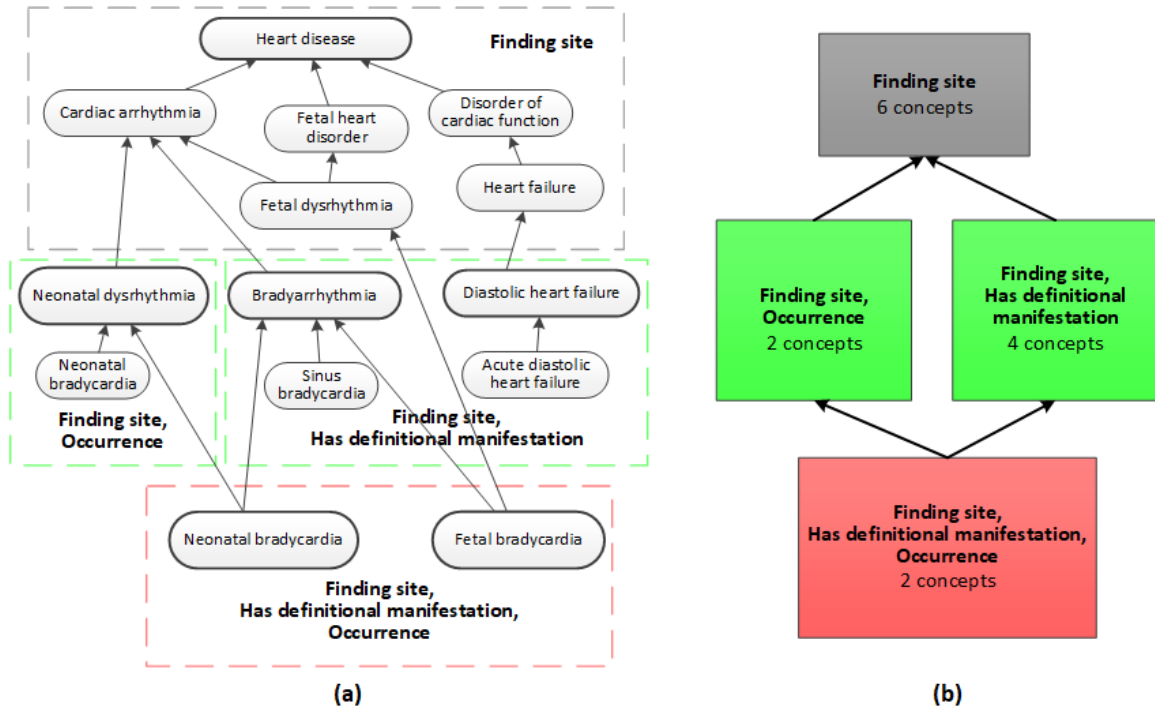 Heart disease
Finding site
Cardiac arrhythmia
Fetal heart
disorder
Disorder of
cardiac function
Fetal dysrhythmia
Heart failure
Neonatal dysrhythmia
Bradyarrhythmia
Diastolic heart failure
Neonatal
bradycardia
Sinus
bradycardia
Acute diastolic
heart failure
Finding site,
Occurrence
Finding site,
Has definitional manifestation
Neonatal bradycardia
Fetal bradycardia
Finding site,
Has definitional manifestation,
Occurrence
(a)
Finding site
6 concepts
Finding site,
Occurrence
2 concepts
Finding site,
Has definitional
manifestation
4 concepts
Finding site,
Has definitional manifestation,
Occurrence
2 concepts
(b)